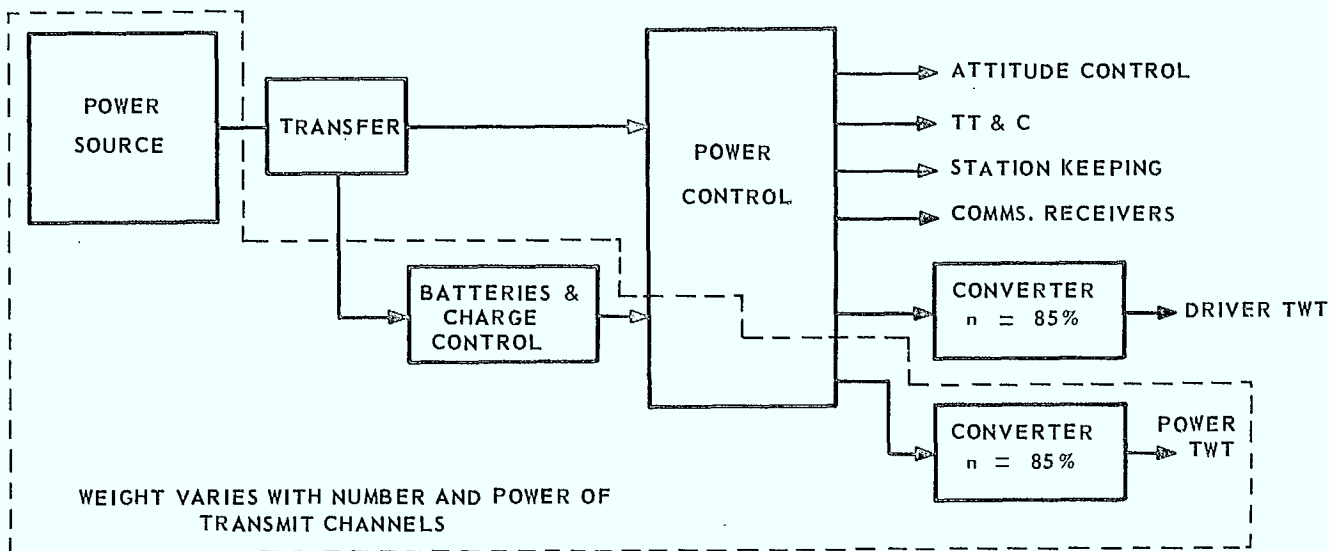 POWER
SOURCE
TRANSFER
POWER
CONTROL
ATTITUDE CONTROL
TT & C
STATION KEEPING
COMMS. RECEIVERS
BATTERIES &
CHARGE
CONTROL
CONVERTER
n = 85%
DRIVER TWT
CONVERTER
n = 85%
POWER
TWT
WEIGHT VARIES WITH NUMBER AND POWER OF
TRANSMIT CHANNELS